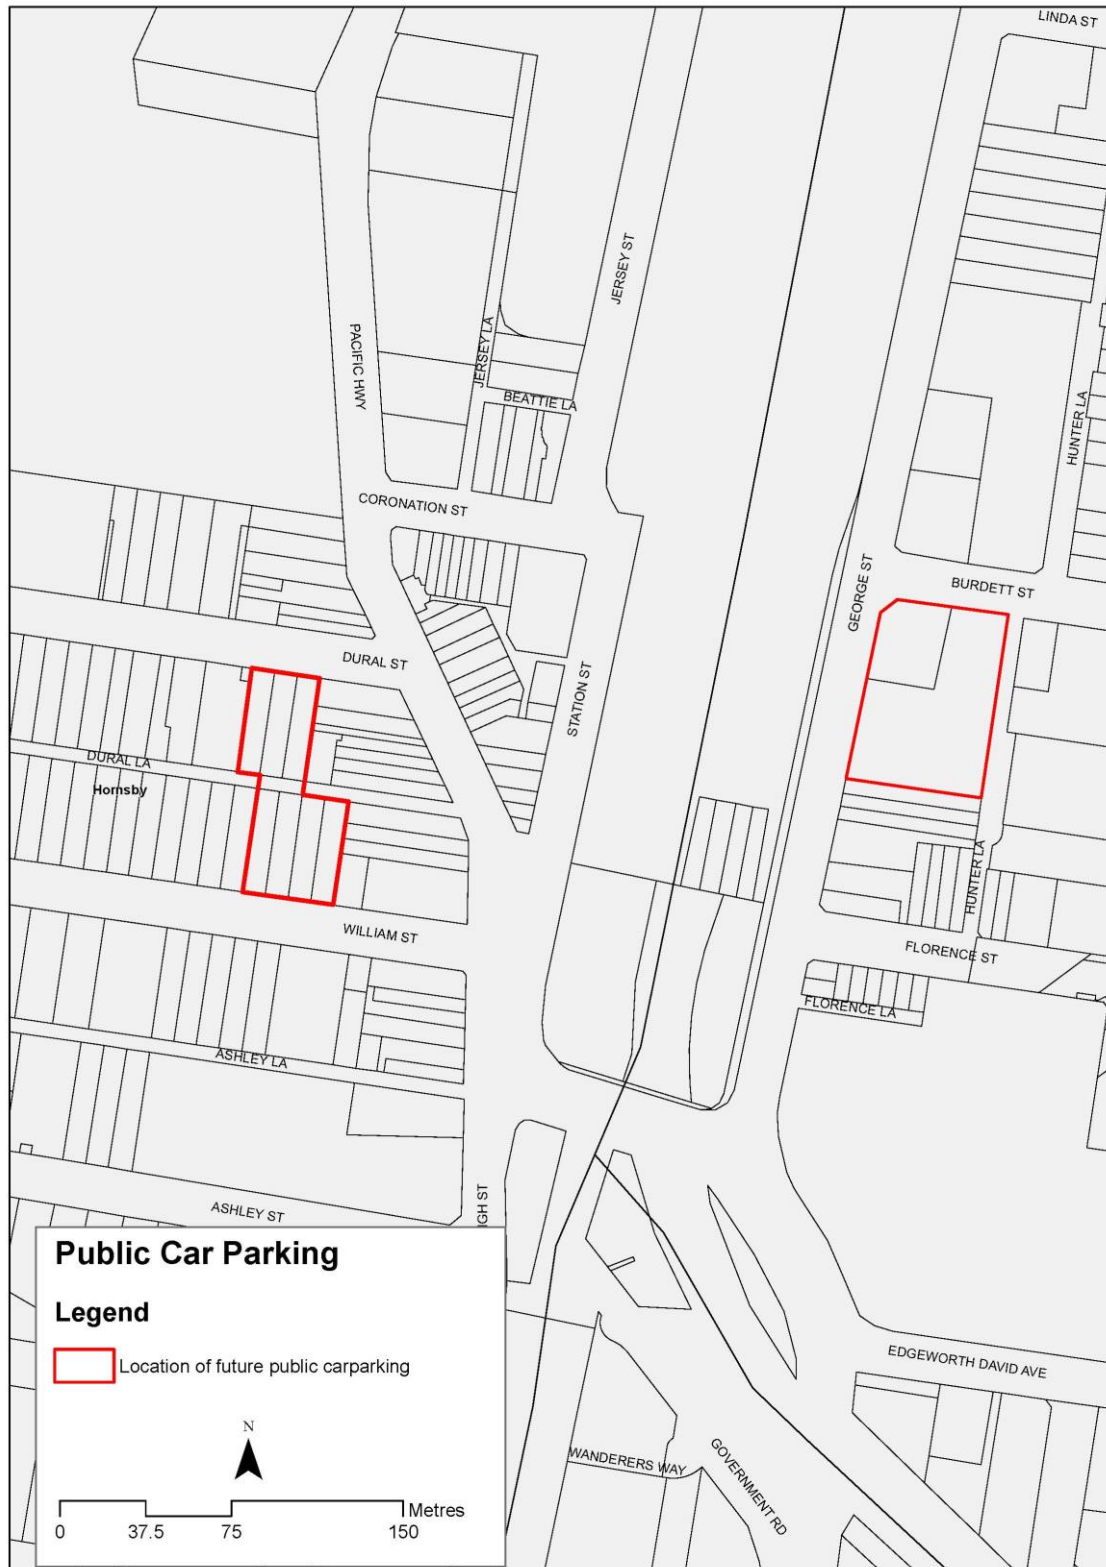 LINDA ST
JERSEY ST
PACIFIC HWY
JERSEY LA
BEATTIE LA
HUNTER LA
CORONATION ST
BURDETT ST
GEORGE ST
DURAL ST
STATION ST
DURAL LA
Hornsby
HUNTER LA
WILLIAM ST
FLORENCE ST
FLORENCE LA
ASHLEY LA
IGH ST
ASHLEY ST
Public Car Parking
Legend
Location of future public carparking
EDGEWORTH DAVID AVE
N
WANDERERS WAY
GOVERNMENT RD
Metres
0 37.5 75 150